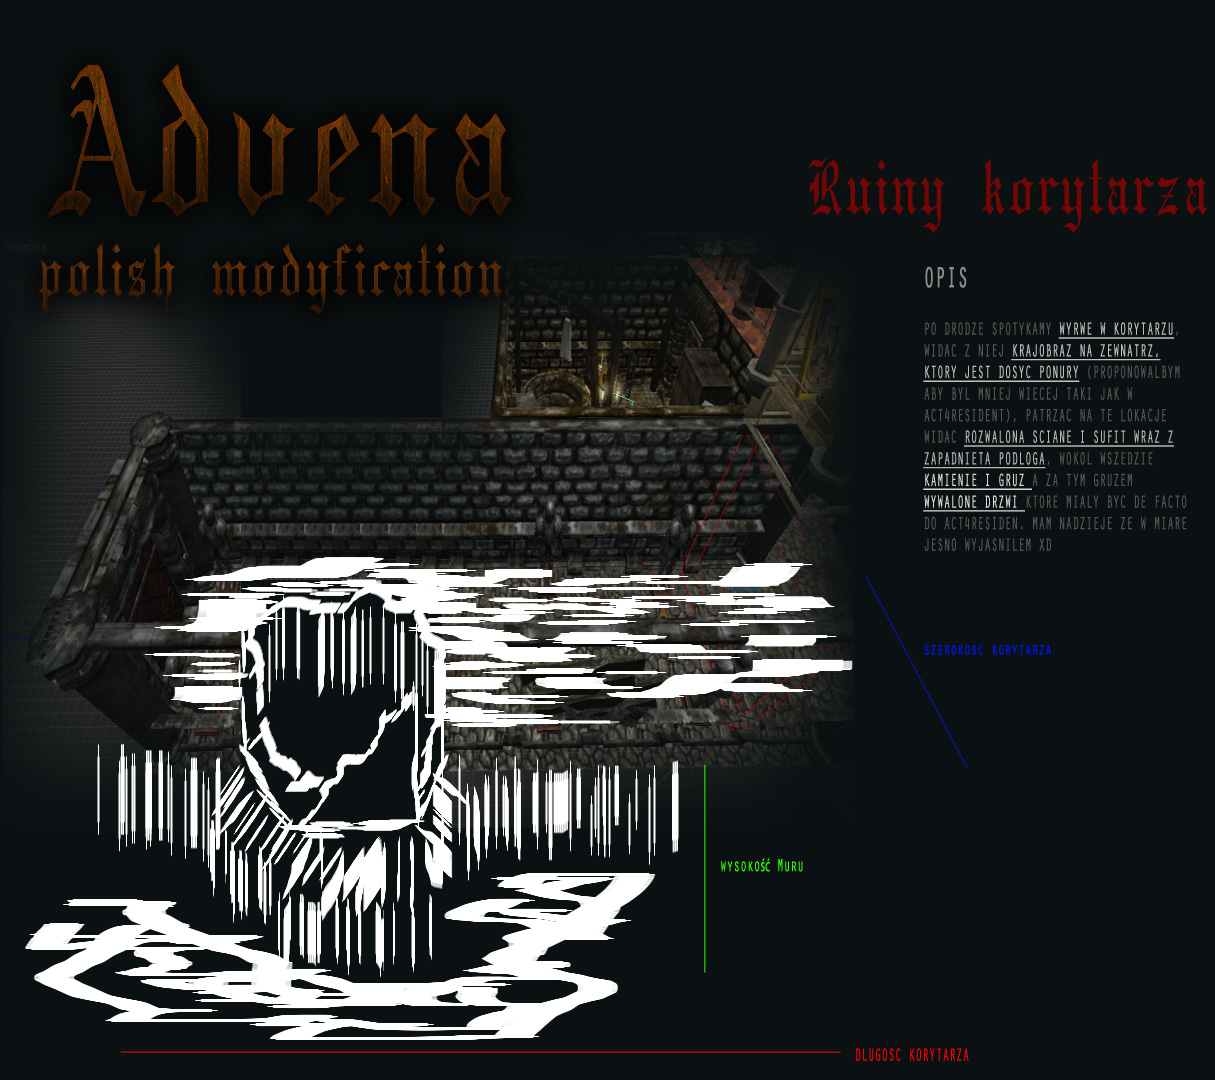 Advena
polish modyfication
Perspective
Ruiny korytarza
OPIS
PO DRODZE SPOTYKAMY WYRWE W KORYTARZU,
WIDAC Z NIEJ KRAJOBRAZ NA ZEWNATRZ,
KTORY JEST DOSYC PONURY (PROPONOWALBYM
ABY BYL MNIEJ WIECEJ TAKI JAK W
ACT4RESIDENT), PATRZAC NA TE LOKACJE
WIDAC ROZWALONA SCIANE I SUFIT WRAZ Z
ZAPADNIETA PODLOGA, WOKOL WSZEDZIE
KAMIENIE I GRUZ A ZA TYM GRUZEM
WYWALONE DRZWI KTORE MIALY BYC DE FACTO
DO ACT4RESIDEN. MAM NADZIEJE ZE W MIARE
JESNO WYJASNILEM XD
SZEROKOSC KORYTARZA
WYSOKOŚĆ MURU
DLUGOSC KORYTARZA